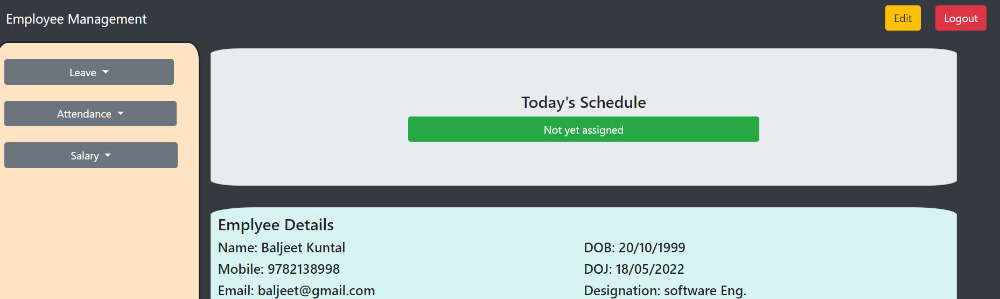 Employee Management
Edit
Logout
Leave
Attendance
Salary
Today's Schedule
Not yet assigned
Emplyee Details
Name: Baljeet Kuntal
DOB: 20/10/1999
Mobile: 9782138998
DOJ: 18/05/2022
Email: baljeet@gmail.com
Designation: software Eng.